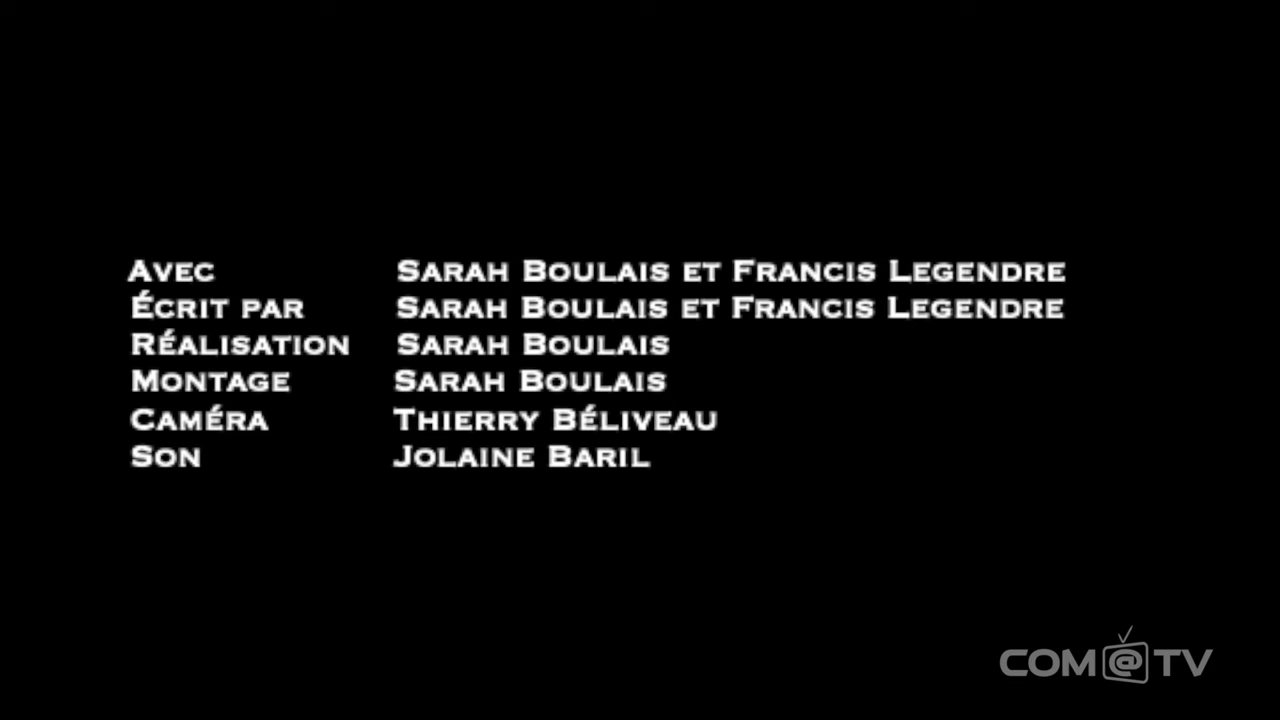 Avec Sarah Boulais et Francis Legendre
Écrit par Sarah Boulais et Francis Legendre
Réalisation Sarah Boulais
Montage Sarah Boulais
Caméra Thierry Béliveau
Son Jolaine Baril
COM@TV